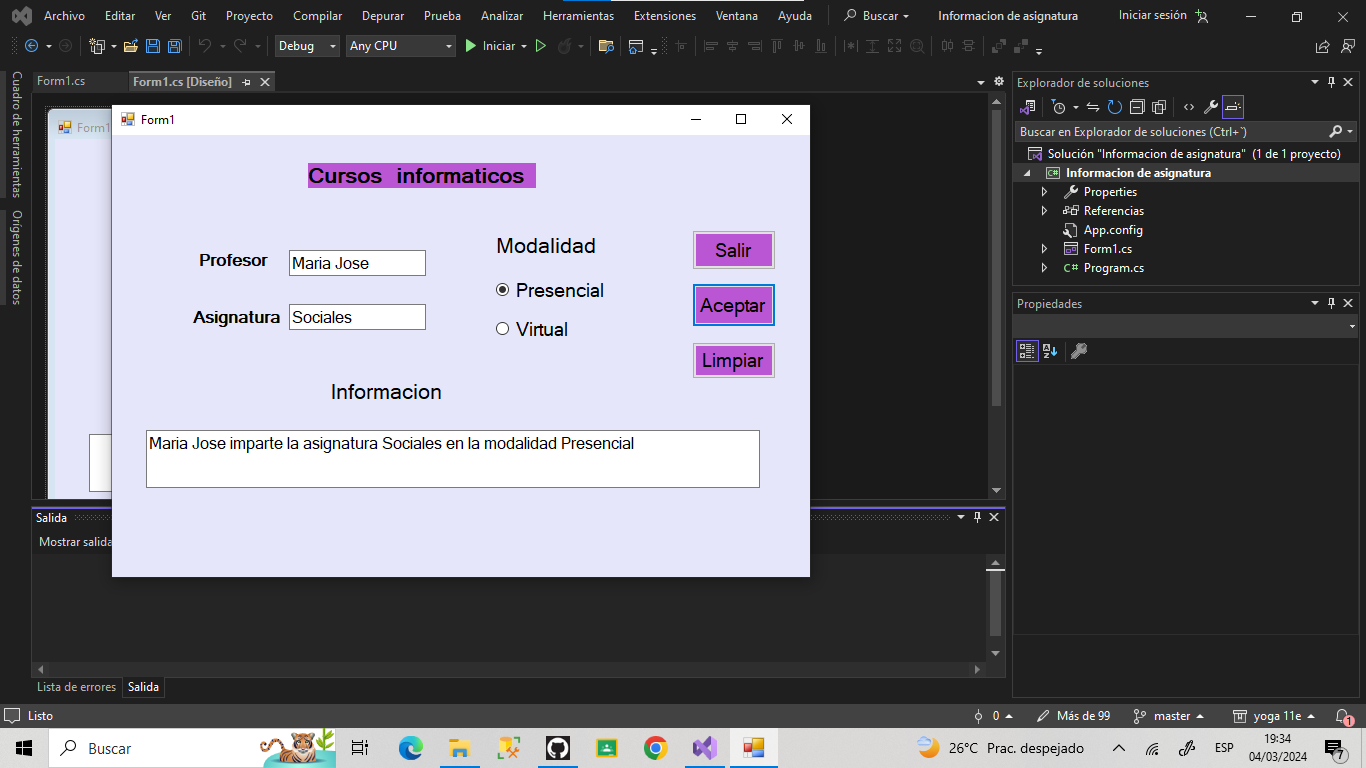 Archivo Editar Ver Git Proyecto Compilar Depurar Prueba Analizar Herramientas Extensiones Ventana Ayuda Buscar Informacion de asignatura Iniciar sesión
Debug Any CPU Iniciar
Cuadro de herramientas
Orígenes de datos
Form1.cs Form1.cs [Diseño]
Form1
Form1
Cursos informaticos
Profesor Maria Jose
Asignatura Sociales
Modalidad
Presencial
Virtual
Salir
Aceptar
Limpiar
Informacion
Maria Jose imparte la asignatura Sociales en la modalidad Presencial
Explorador de soluciones
Buscar en Explorador de soluciones (Ctrl+`)
Solución "Informacion de asignatura" (1 de 1 proyecto)
C# Informacion de asignatura
Properties
Referencias
App.config
Form1.cs
C# Program.cs
Propiedades
Salida
Mostrar salida
Lista de errores Salida
Listo 0 Más de 99 master yoga 11e 1
Buscar 26°C Prac. despejado ESP 19:34
04/03/2024 7